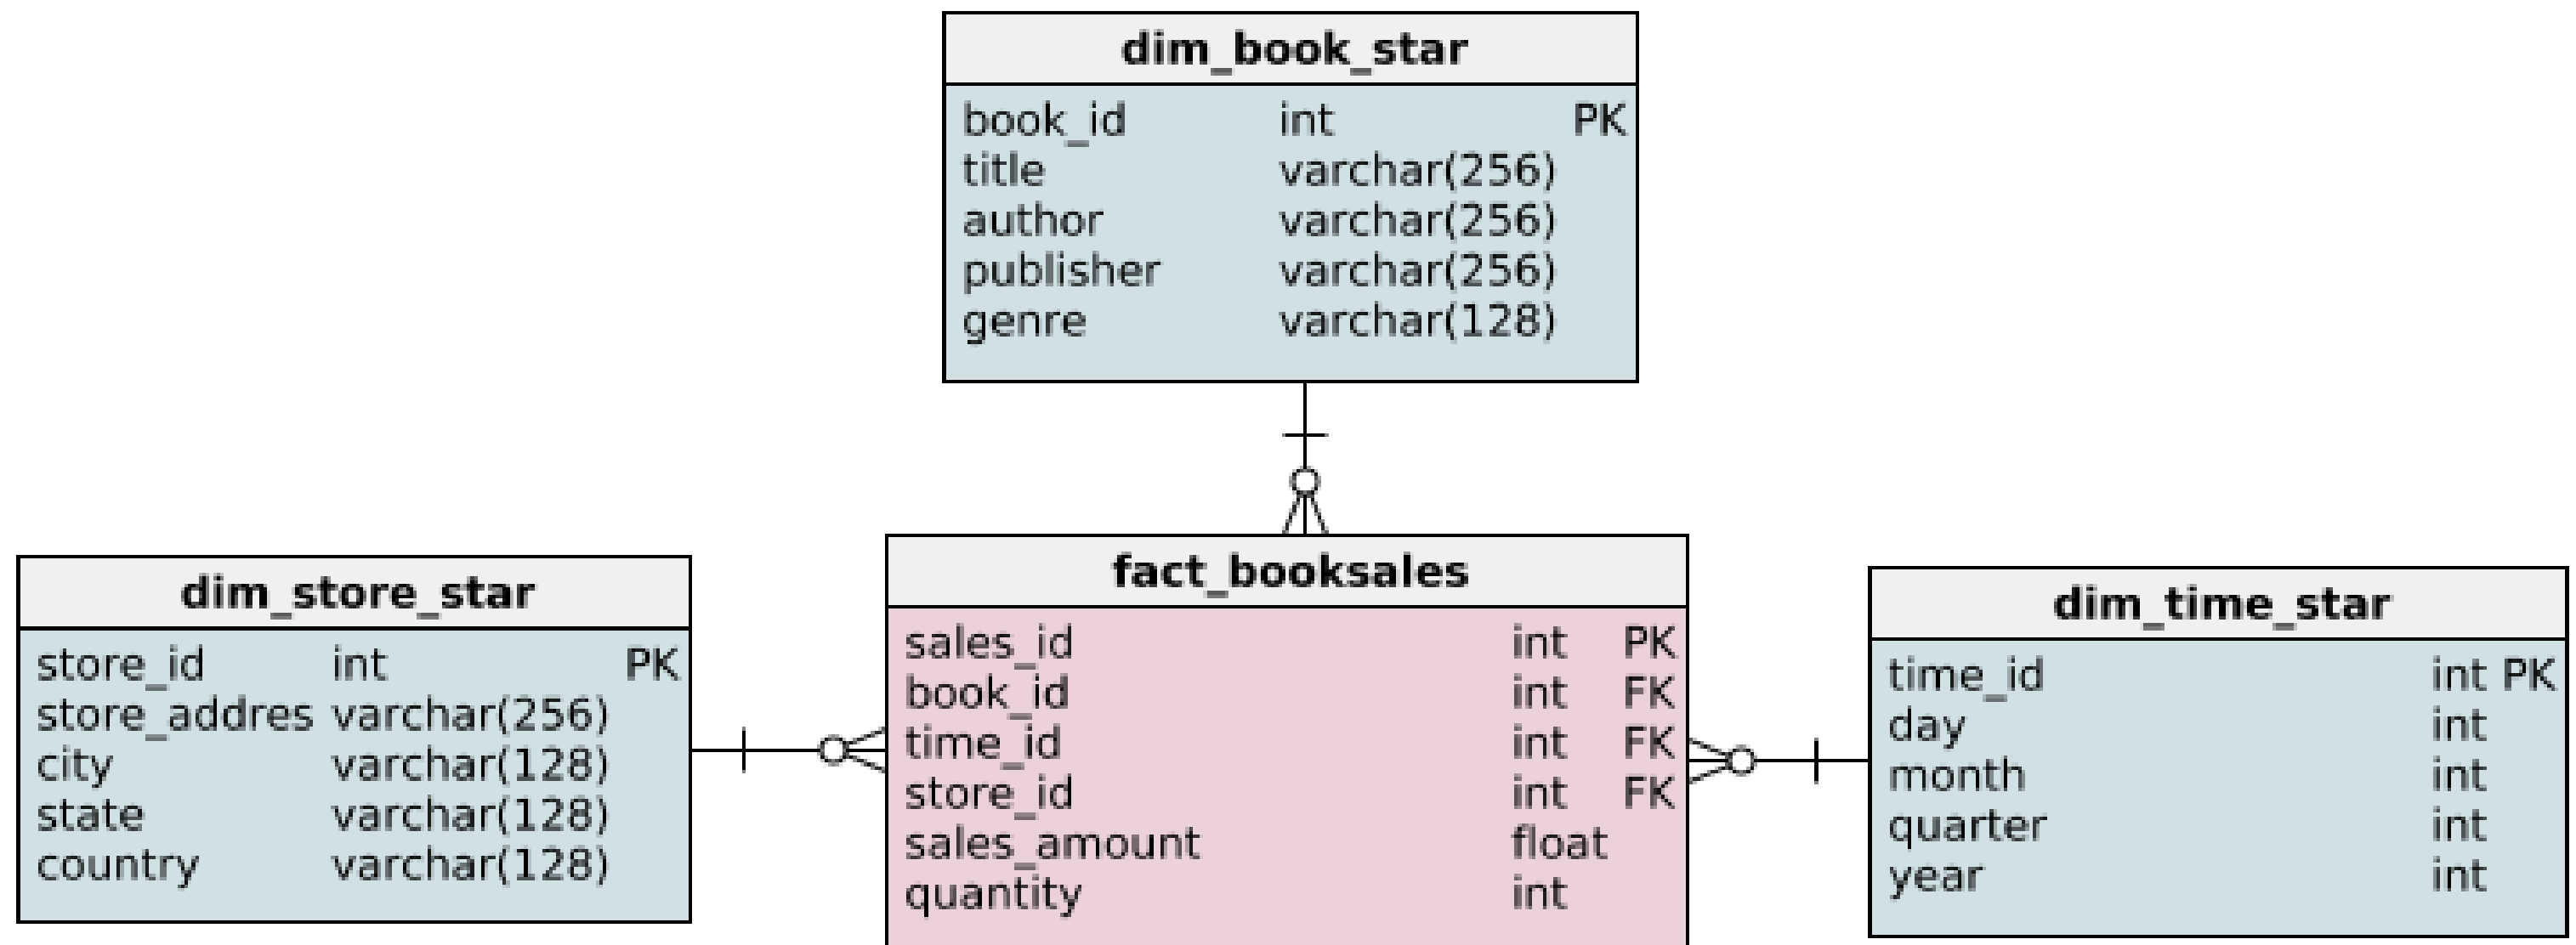 dim_book_star
book_id int PK
title varchar(256)
author varchar(256)
publisher varchar(256)
genre varchar(128)
dim_store_star
store_id int PK
store_addres varchar(256)
city varchar(128)
state varchar(128)
country varchar(128)
fact_booksales
sales_id int PK
book_id int FK
time_id int FK
store_id int FK
sales_amount float
quantity int
dim_time_star
time_id int PK
day int
month int
quarter int
year int